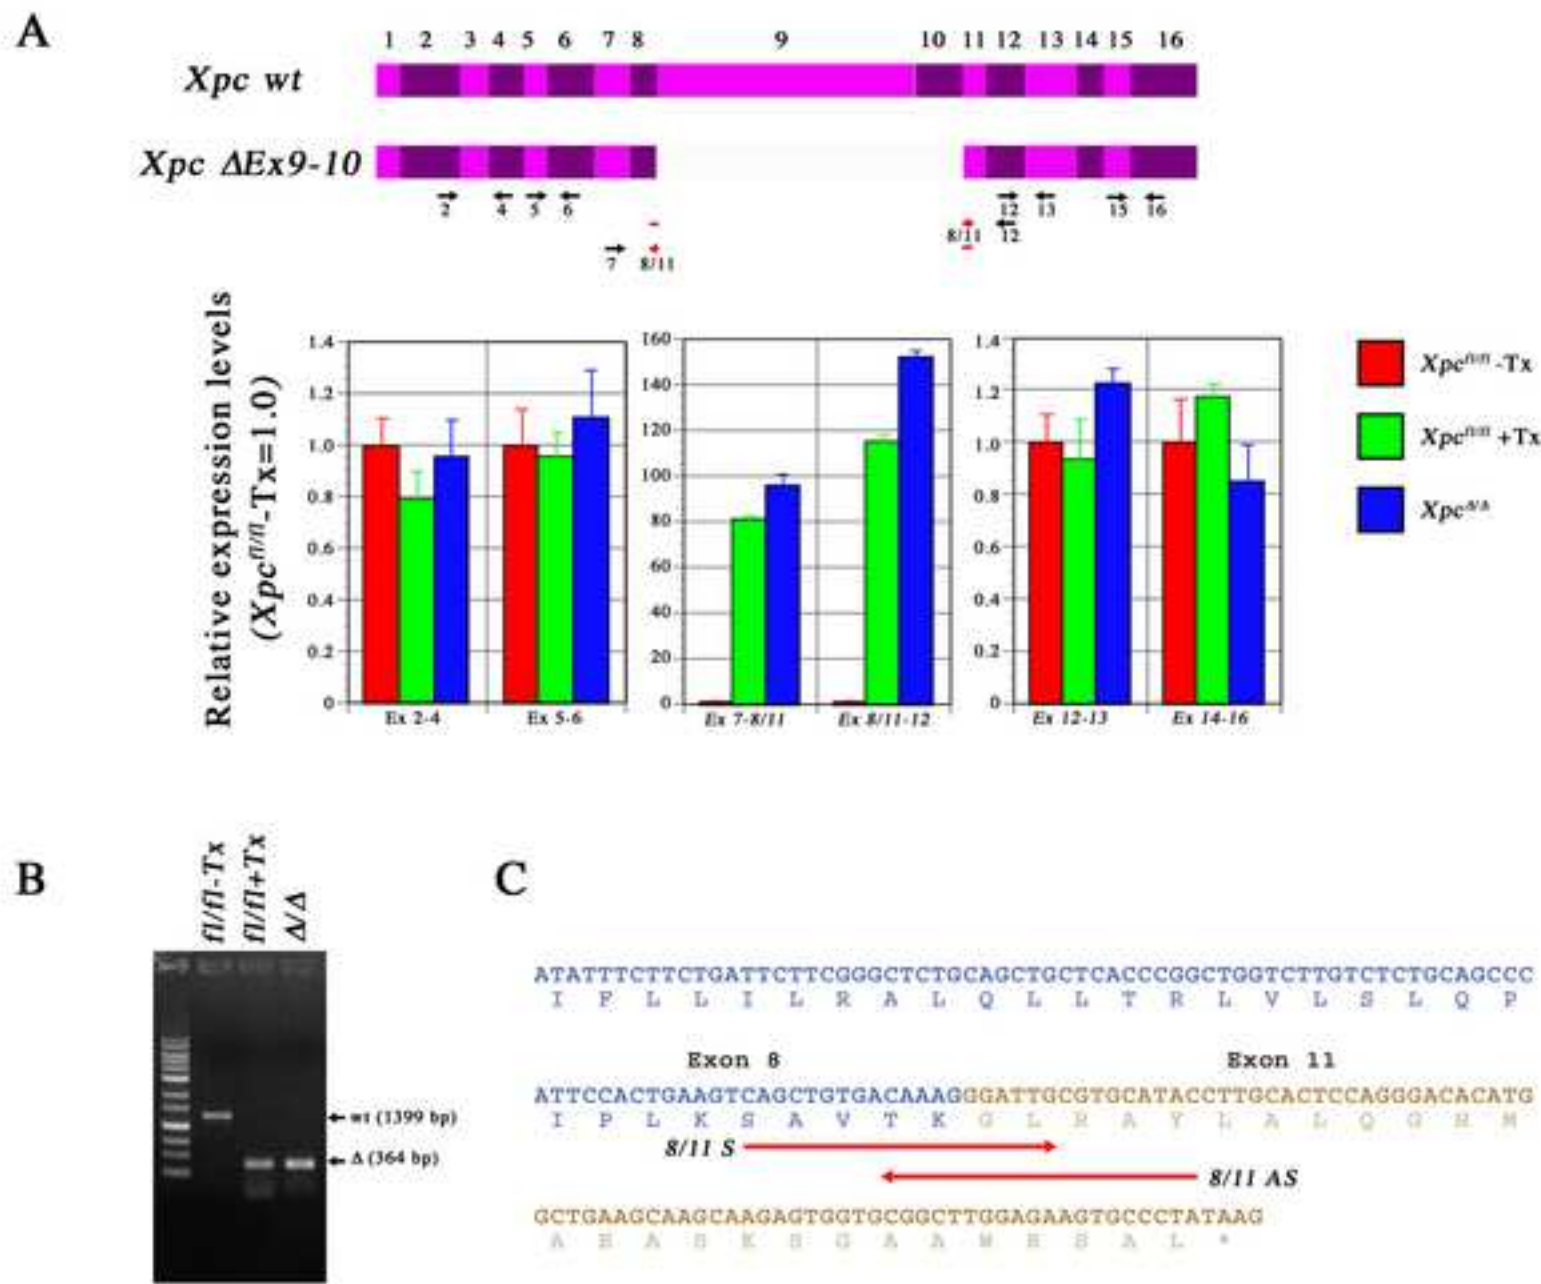 A
1 2 3 4 5 6 7 8 9 10 11 12 13 14 15 16
Xpc wt
Xpc ΔEx9-10
2 4 5 6 12 13 15 16
8/11 12
7 8/11
Relative expression levels
(Xpc^fl/fl-Tx=1.0)
1.4
1.2
1.0
0.8
0.6
0.4
0.2
0
Ex 2-4 Ex 5-6
160
140
120
100
80
60
40
20
0
Ex 7-8/11 Ex 8/11-12
1.4
1.2
1.0
0.8
0.6
0.4
0.2
0
Ex 12-13 Ex 14-16
Xpc^fl/fl -Tx
Xpc^fl/fl +Tx
Xpc^Δ/Δ
B
fl/fl-Tx
fl/fl+Tx
Δ/Δ
wt (1399 bp)
Δ (364 bp)
C
ATATTTCTTCTGATTCTTCGGGCTCTGCAGCTGCTCACCCGGCTGGTCTTGTCTCTGCAGCCC
I F L L I L R A L Q L L T R L V L S L Q P
Exon 8 Exon 11
ATTCCACTGAAGTCAGCTGTGACAAAGGGATTGCGTGCATACCTTGCACTCCAGGGACACATG
I P L K S A V T K G L R A Y L A L Q G H M
8/11 S
8/11 AS
GCTGAAGCAAGCAAGAGTGGTGCGGCTTGGAGAAGTGCCCTATAAG
A E A S K S G A A W R S A L *